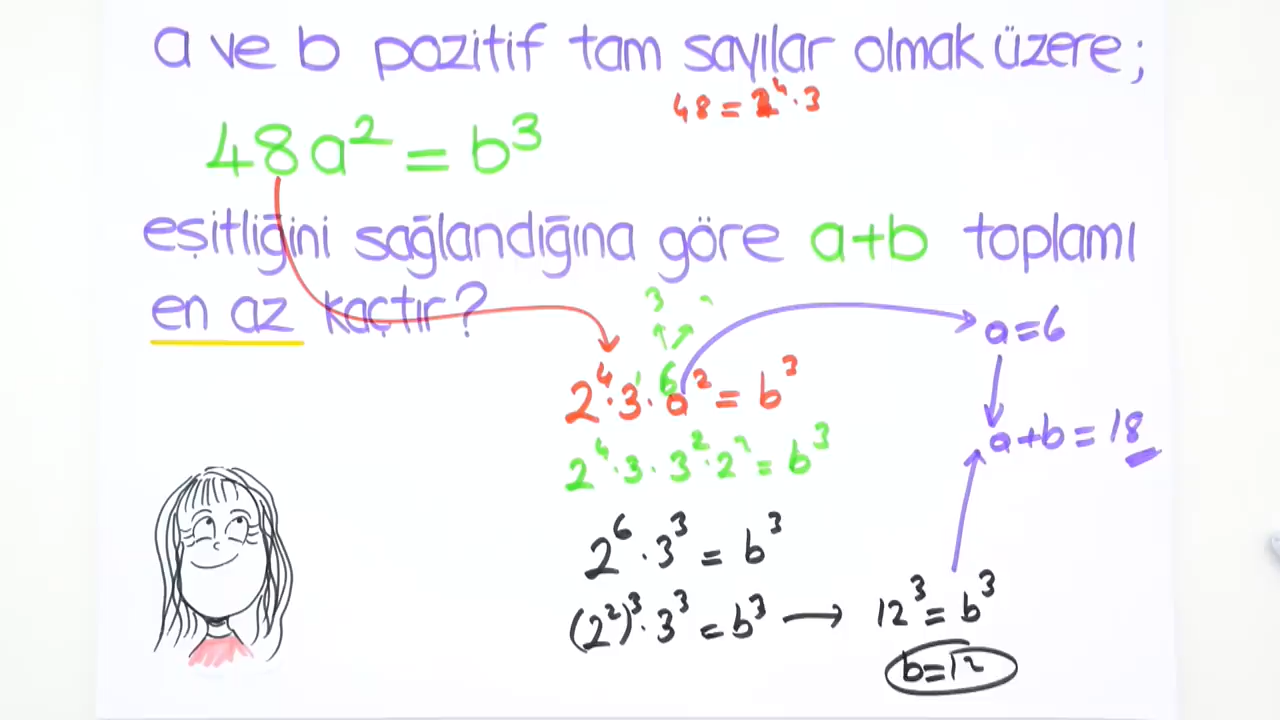 a ve b pozitif tam sayılar olmak üzere;
48 = 2⁴·3
48a² = b³
eşitliğini sağlandığına göre a+b toplamı
en az kaçtır?
3
a=6
6
2⁴·3¹·a² = b³
a+b=18
2⁴·3·3²·2² = b³
2⁶·3³ = b³
(2²)³·3³ = b³ → 12³ = b³
b=12